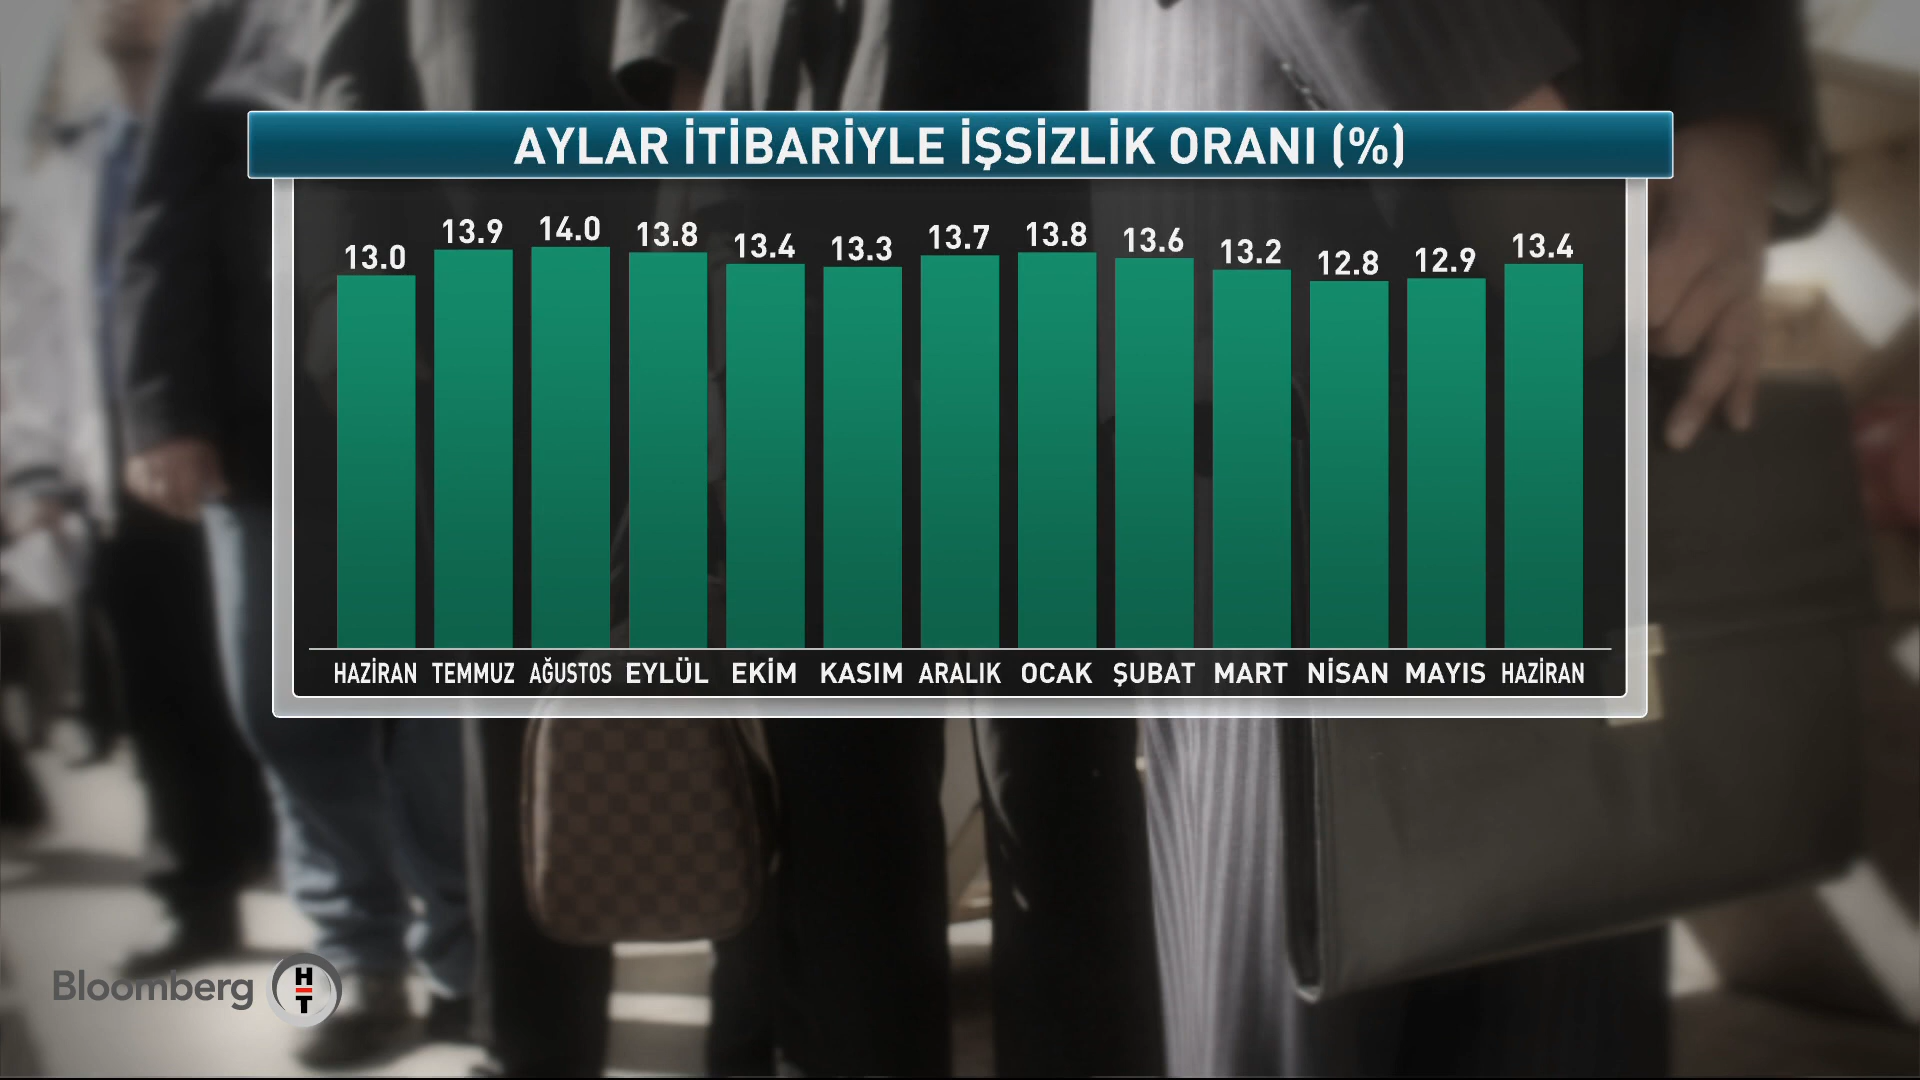 AYLAR İTİBARİYLE İŞSİZLİK ORANI (%)
13.0 13.9 14.0 13.8 13.4 13.3 13.7 13.8 13.6 13.2 12.8 12.9 13.4
HAZİRAN TEMMUZ AĞUSTOS EYLÜL EKİM KASIM ARALIK OCAK ŞUBAT MART NİSAN MAYIS HAZİRAN
Bloomberg HT